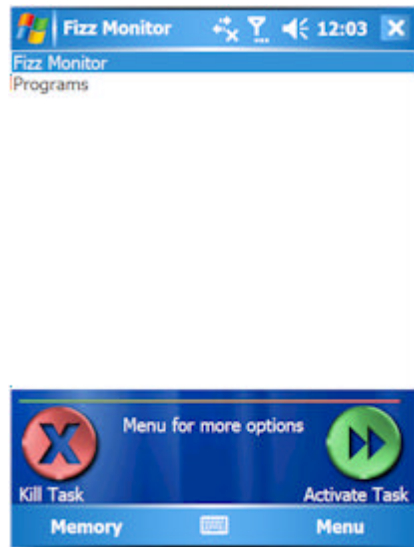 Fizz Monitor 12:03
Fizz Monitor
Programs
Menu for more options
Kill Task Activate Task
Memory Menu